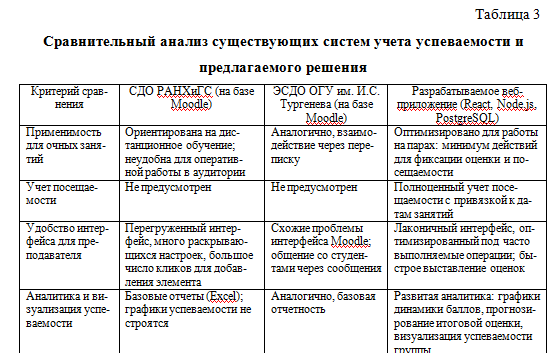 Таблица 3
Сравнительный анализ существующих систем учета успеваемости и
предлагаемого решения
Критерий срав-
нения
СДО РАНХиГС (на базе
Moodle)
ЭСДО ОГУ им. И.С.
Тургенева (на базе
Moodle)
Разрабатываемое веб-
приложение (React, Node.js,
PostgreSQL)
Применимость
для очных заня-
тий
Ориентирована на дис-
танционное обучение;
неудобна для оператив-
ной работы в аудитории
Аналогично, взаимо-
действие через пере-
писку
Оптимизировано для работы
на парах: минимум действий
для фиксации оценки и по-
сещаемости
Учет посещае-
мости
Не предусмотрен
Не предусмотрен
Полноценный учет посе-
щаемости с привязкой к да-
там занятий
Удобство интер-
фейса для пре-
подавателя
Перегруженный интер-
фейс, много раскрываю-
щихся настроек, большое
число кликов для добав-
ления элемента
Схожие проблемы
интерфейса Moodle;
общение со студен-
тами через сообщения
Лаконичный интерфейс, оп-
тимизированный под часто
выполняемые операции; бы-
строе выставление оценок
Аналитика и ви-
зуализация успе-
ваемости
Базовые отчеты (Excel);
графики успеваемости не
строятся
Аналогично, базовая
отчетность
Развитая аналитика: графики
динамики баллов, прогнози-
рование итоговой оценки,
визуализация успеваемости
группы